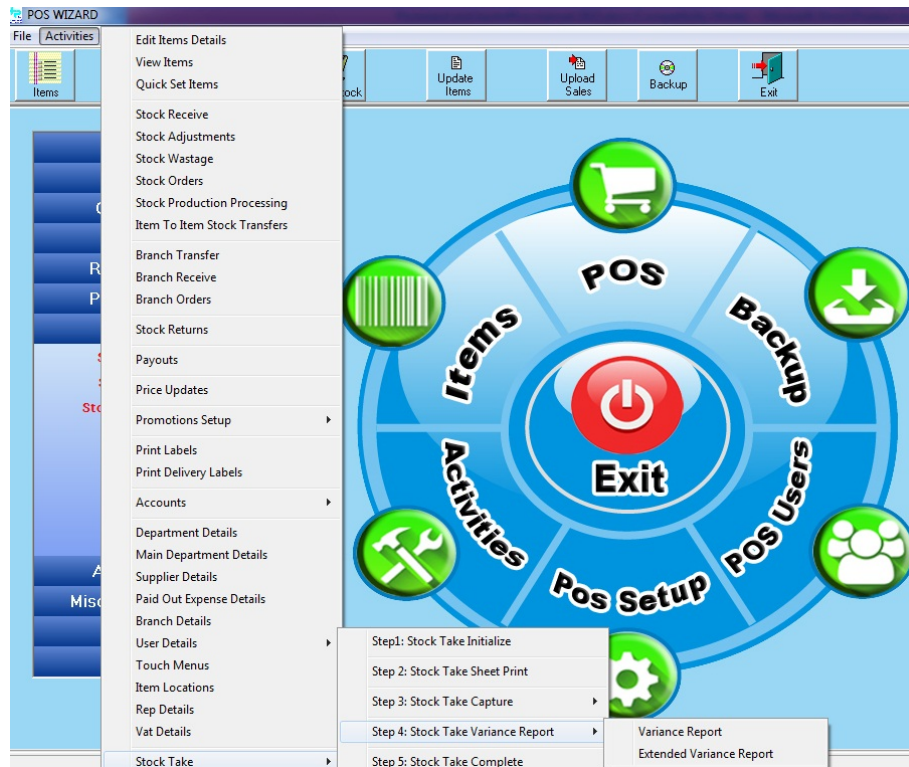 POS WIZARD
File Activities
Items
ock
Update
Items
Upload
Sales
Backup
Exit
Edit Items Details
View Items
Quick Set Items
Stock Receive
Stock Adjustments
Stock Wastage
Stock Orders
Stock Production Processing
Item To Item Stock Transfers
Branch Transfer
Branch Receive
Branch Orders
Stock Returns
Payouts
Price Updates
Promotions Setup
Print Labels
Print Delivery Labels
Accounts
Department Details
Main Department Details
Supplier Details
Paid Out Expense Details
Branch Details
User Details
Touch Menus
Item Locations
Rep Details
Vat Details
Stock Take
Step1: Stock Take Initialize
Step 2: Stock Take Sheet Print
Step 3: Stock Take Capture
Step 4: Stock Take Variance Report
Step 5: Stock Take Complete
Variance Report
Extended Variance Report
R
P
Sto
A
Misc
POS
Backup
POS Users
Pos Setup
Activities
Items
Exit